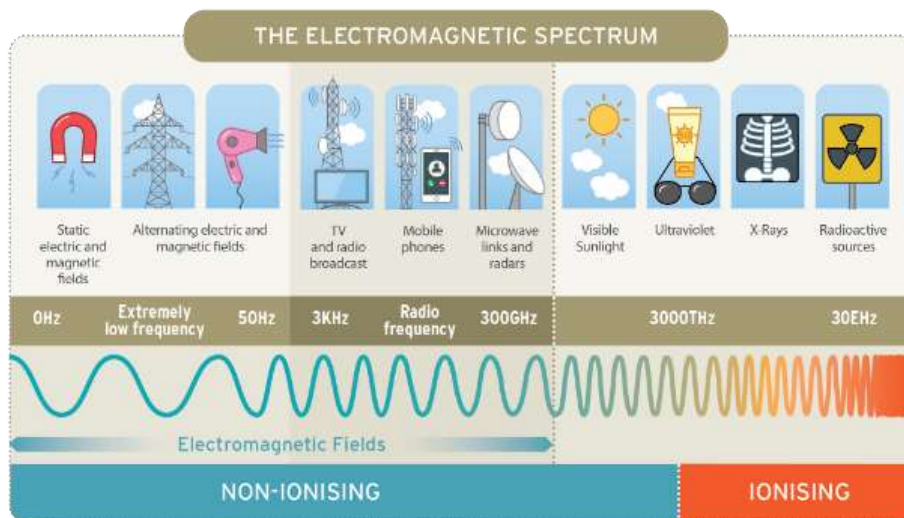 THE ELECTROMAGNETIC SPECTRUM
Static
electric and
magnetic
fields
Alternating electric and
magnetic fields
TV
and radio
broadcast
Mobile
phones
Microwave
links and
radars
Visible
Sunlight
Ultraviolet
X-Rays
Radioactive
sources
0Hz
Extremely
low frequency
50Hz
3KHz
Radio
frequency
300GHz
3000THz
30EHz
Electromagnetic Fields
NON-IONISING
IONISING